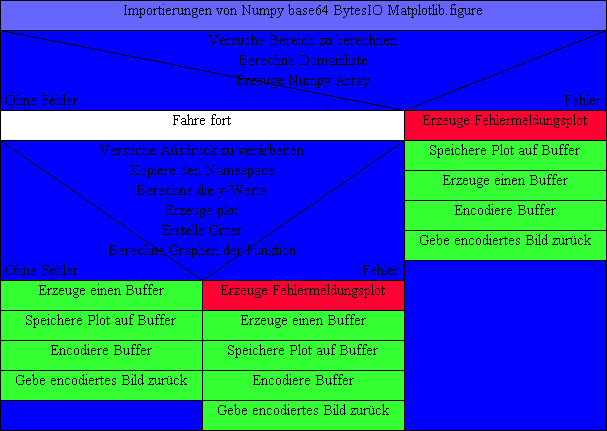 Importierungen von Numpy base64 BytesIO Matplotlib.figure
Versuche Bereich zu berechnen
Berechne Domainliste
Erzeuge Numpy Array
Ohne Fehler
Fehler
Fahre fort
Erzeuge Fehlermeldungsplot
Versuche Ausdruck zu verarbeiten
Kopiere den Namespace
Berechne die y-Werte
Erzeuge plot
Erstelle Gitter
Berechne Graphen der Funktion
Ohne Fehler
Fehler
Speichere Plot auf Buffer
Erzeuge einen Buffer
Encodiere Buffer
Gebe encodiertes Bild zurück
Erzeuge einen Buffer
Speichere Plot auf Buffer
Encodiere Buffer
Gebe encodiertes Bild zurück
Erzeuge Fehlermeldungsplot
Erzeuge einen Buffer
Speichere Plot auf Buffer
Encodiere Buffer
Gebe encodiertes Bild zurück